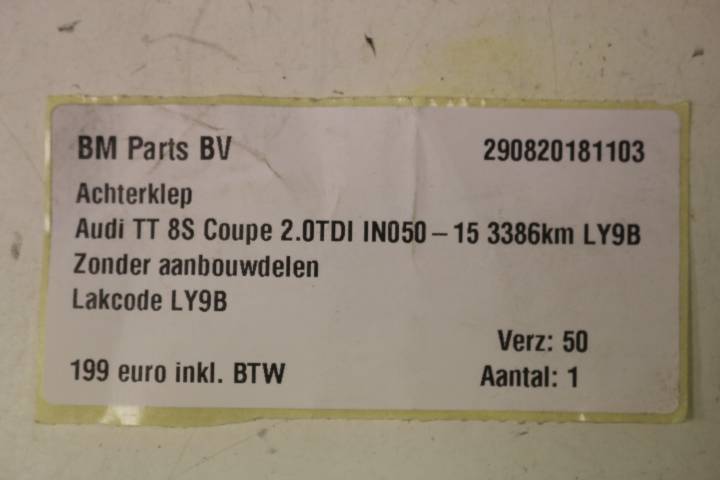 BM Parts BV 290820181103
Achterklep
Audi TT 8S Coupe 2.0TDI IN050 – 15 3386km LY9B
Zonder aanbouwdelen
Lakcode LY9B
Verz: 50
199 euro inkl. BTW Aantal: 1